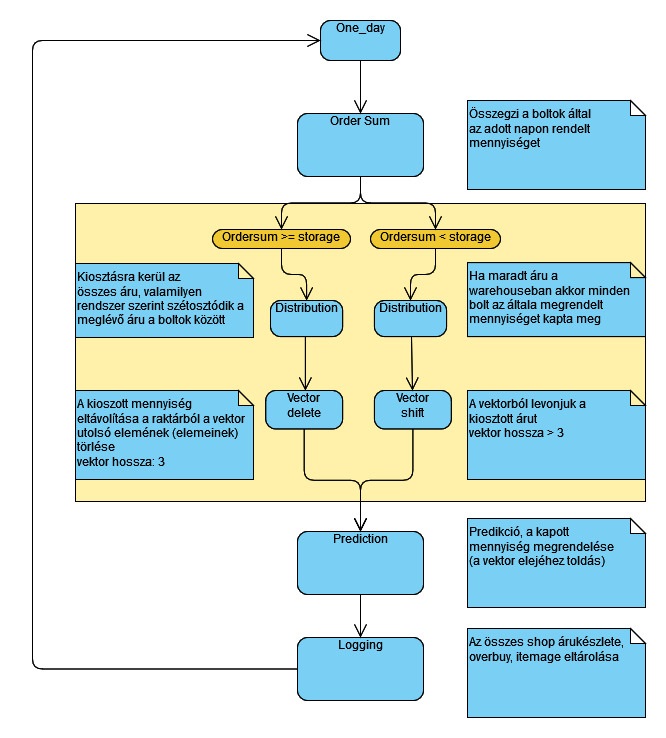 One_day
Order Sum
Összegzi a boltok által
az adott napon rendelt
mennyiséget
Ordersum >= storage
Ordersum < storage
Kiosztásra kerül az
összes áru, valamilyen
rendszer szerint szétosztódik a
meglévő áru a boltok között
Distribution
Distribution
Ha maradt áru a
warehouseban akkor minden
bolt az általa megrendelt
mennyiséget kapta meg
A kioszott mennyiség
eltávolítása a raktárból a vektor
utolsó elemének (elemeinek)
törlése
vektor hossza: 3
Vector
delete
Vector
shift
A vektorból levonjuk a
kiosztott árut
vektor hossza > 3
Prediction
Predikció, a kapott
mennyiség megrendelése
(a vektor elejéhez toldás)
Logging
Az összes shop árukészlete,
overbuy, itemage eltárolása